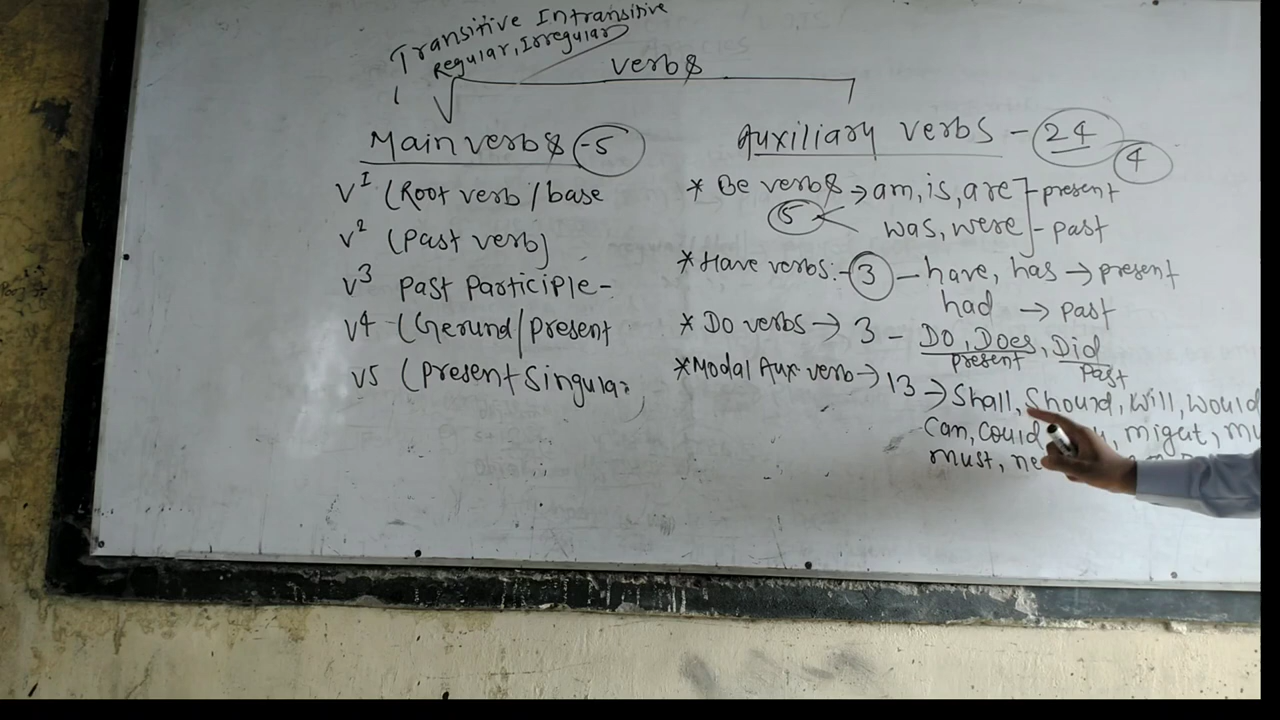 Transitive Intransitive
Regular, Irregular
verbs
Main verbs -5
V1 (Root verb/base
V2 (Past verb)
V3 Past Participle-
V4 (Gerund/present
V5 (Present Singular
Auxiliary verbs - 24
4
* Be verbs → am, is, are - present
5 was, were - past
* Have verbs:- 3 - have, has → present
had → past
* Do verbs → 3 - Do, Does, Did
present past
* Modal Aux. verb → 13 → Shall, Should, Will, Would
Can, Could, might,
must,